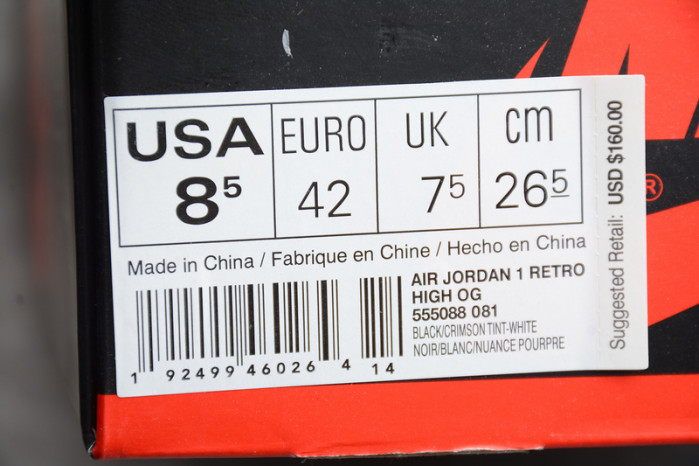 USA EURO UK cm
8⁵ 42 7⁵ 26⁵
Made in China / Fabrique en Chine / Hecho en China
AIR JORDAN 1 RETRO
HIGH OG
555088 081
BLACK/CRIMSON TINT-WHITE
NOIR/BLANC/NUANCE POURPRE
1 92499 46026 4 14
Suggested Retail: USD $160.00
®